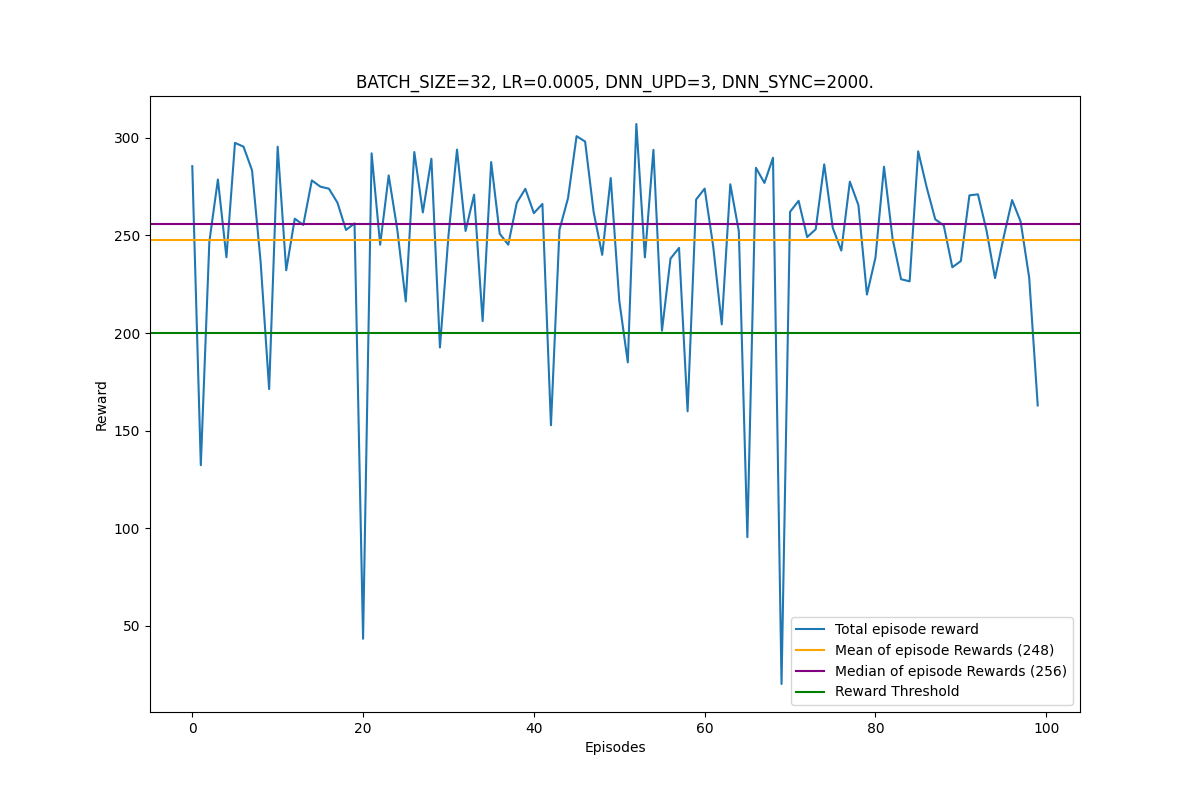 BATCH_SIZE=32, LR=0.0005, DNN_UPD=3, DNN_SYNC=2000.
300
250
200
150
100
50
Reward
0
20
40
60
80
100
Episodes
Total episode reward
Mean of episode Rewards (248)
Median of episode Rewards (256)
Reward Threshold